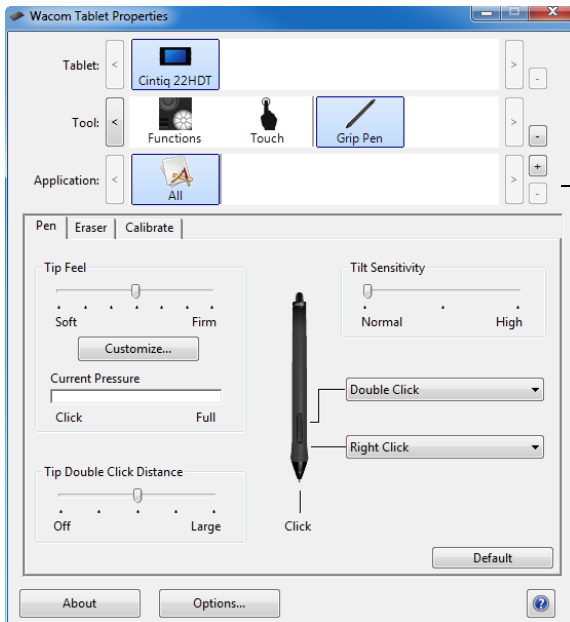 Wacom Tablet Properties
Tablet:
Cintiq 22HDT
Tool:
Functions Touch Grip Pen
Application:
All
Pen Eraser Calibrate
Tip Feel
Tilt Sensitivity
Soft Firm
Normal High
Customize...
Current Pressure
Click Full
Double Click
Right Click
Tip Double Click Distance
Off Large
Click
Default
About Options...